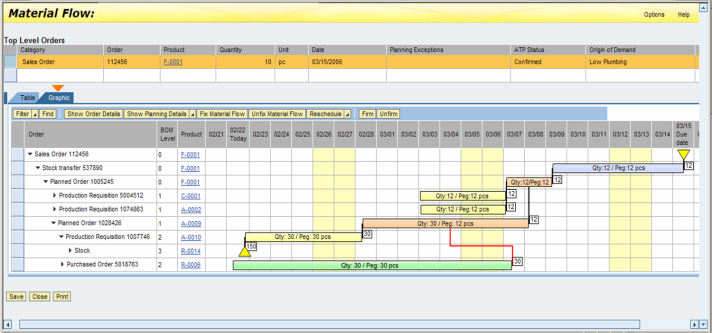 Material Flow:
Options Help
Top Level Orders
Category Order Product Quantity Unit Date Planning Exceptions ATP Status Origin of Demand
Sales Order 112456 F-0001 10 pc 03/15/2006 Confirmed Low Plumbing
Table Graphic
Filter Find Show Order Details Show Planning Details Fix Material Flow Unfix Material Flow Reschedule Firm Unfirm
Order BOM Level Product 02/21 02/22 Today 02/23 02/24 02/25 02/26 02/27 02/28 03/01 03/02 03/03 03/04 03/05 03/06 03/07 03/08 03/09 03/10 03/11 03/12 03/13 03/14 03/15 Due date
Sales Order 112456 0 F-0001 12
Stock transfer 537890 0 F-0001 Qty:12 / Peg:12 pcs 12
Planned Order 1005245 0 F-0001 Qty:12/Peg:12 12
Production Requisition 5004512 1 C-0001 Qty:12 / Peg:12 pcs 12
Production Requisition 1074863 1 A-0002 Qty:12 / Peg:12 pcs 12
Planned Order 1028426 1 A-0009 Qty: 30 / Peg: 12 pcs 12
Production Requisition 1007746 2 A-0010 Qty: 30 / Peg: 30 pcs 30
Stock 3 R-0014 150
Purchased Order 5018763 2 R-0006 Qty: 30 / Peg: 30 pcs 30
Save Close Print